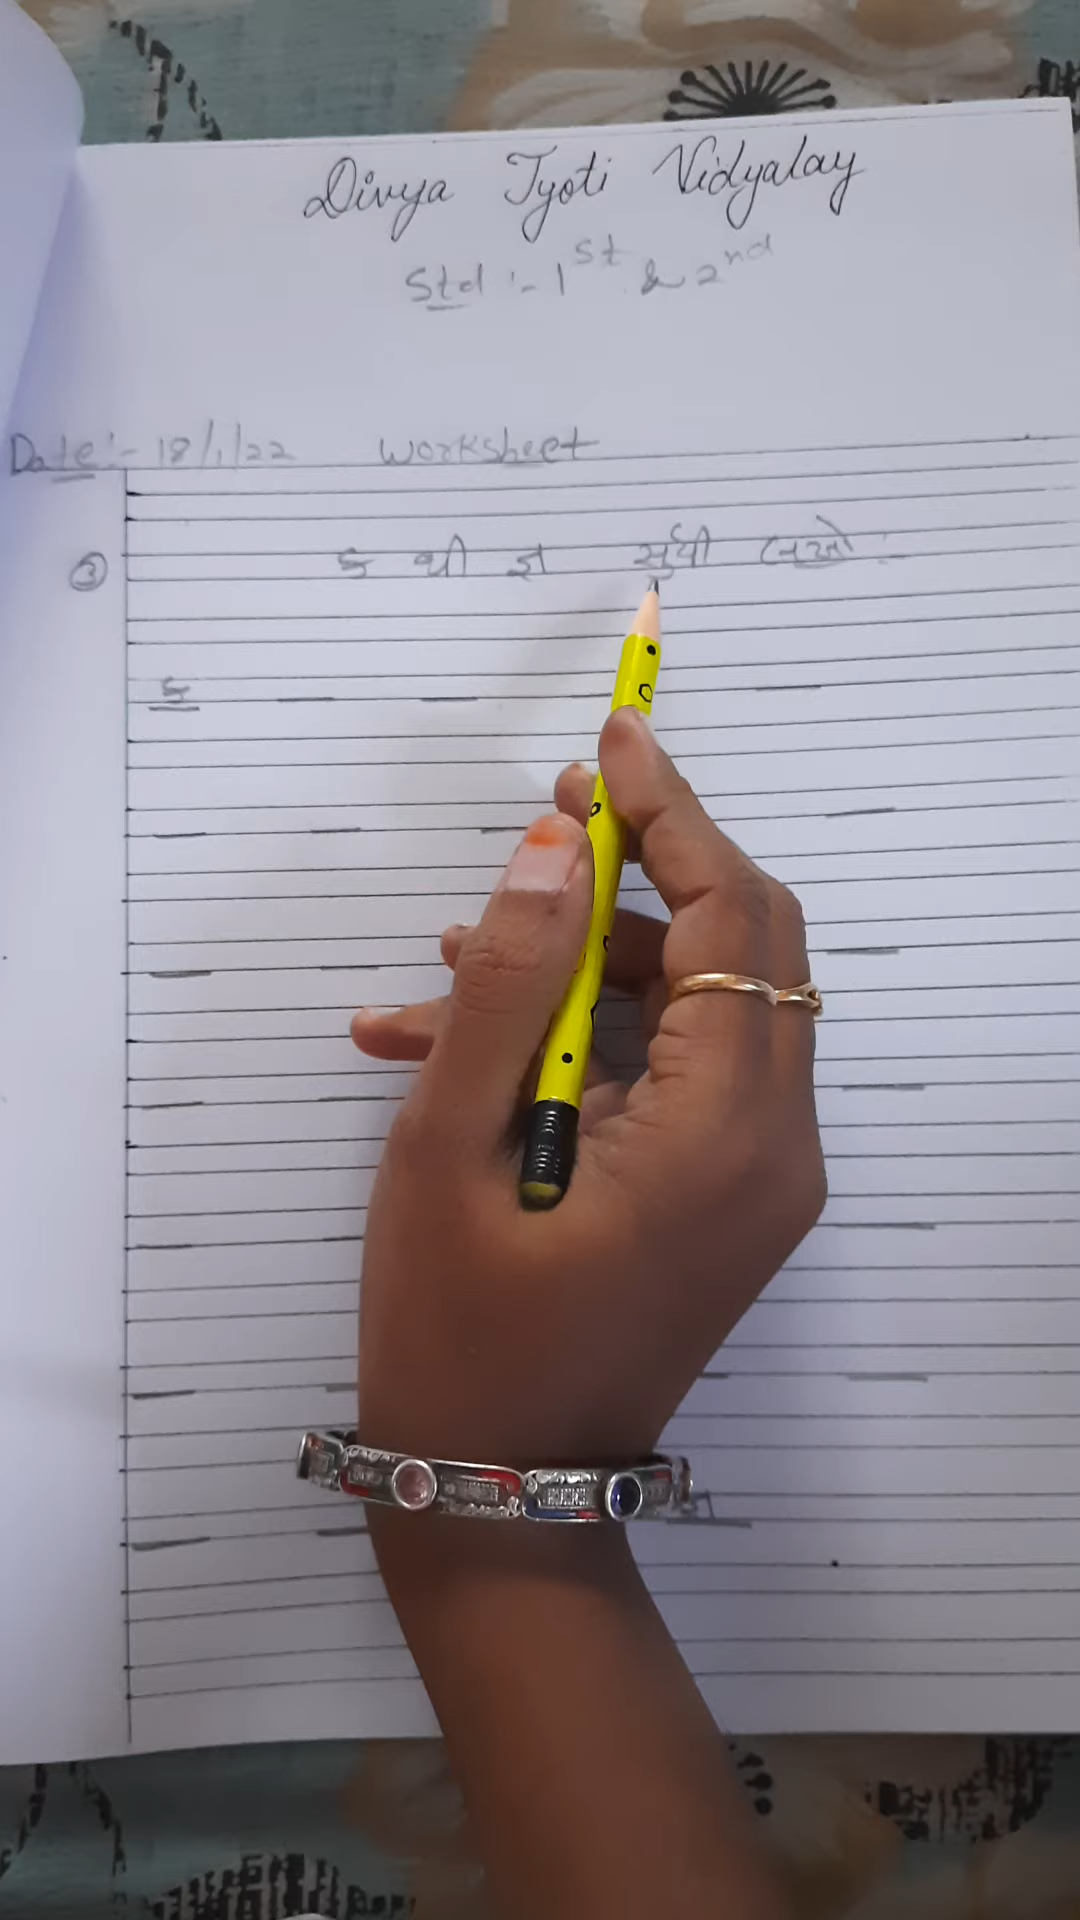 Divya Jyoti Vidyalay
Std :- 1st & 2nd
Date :- 18/1/22 Worksheet
③ ક થી જ્ઞ સુધી લખો :-
ક
જ્ઞ